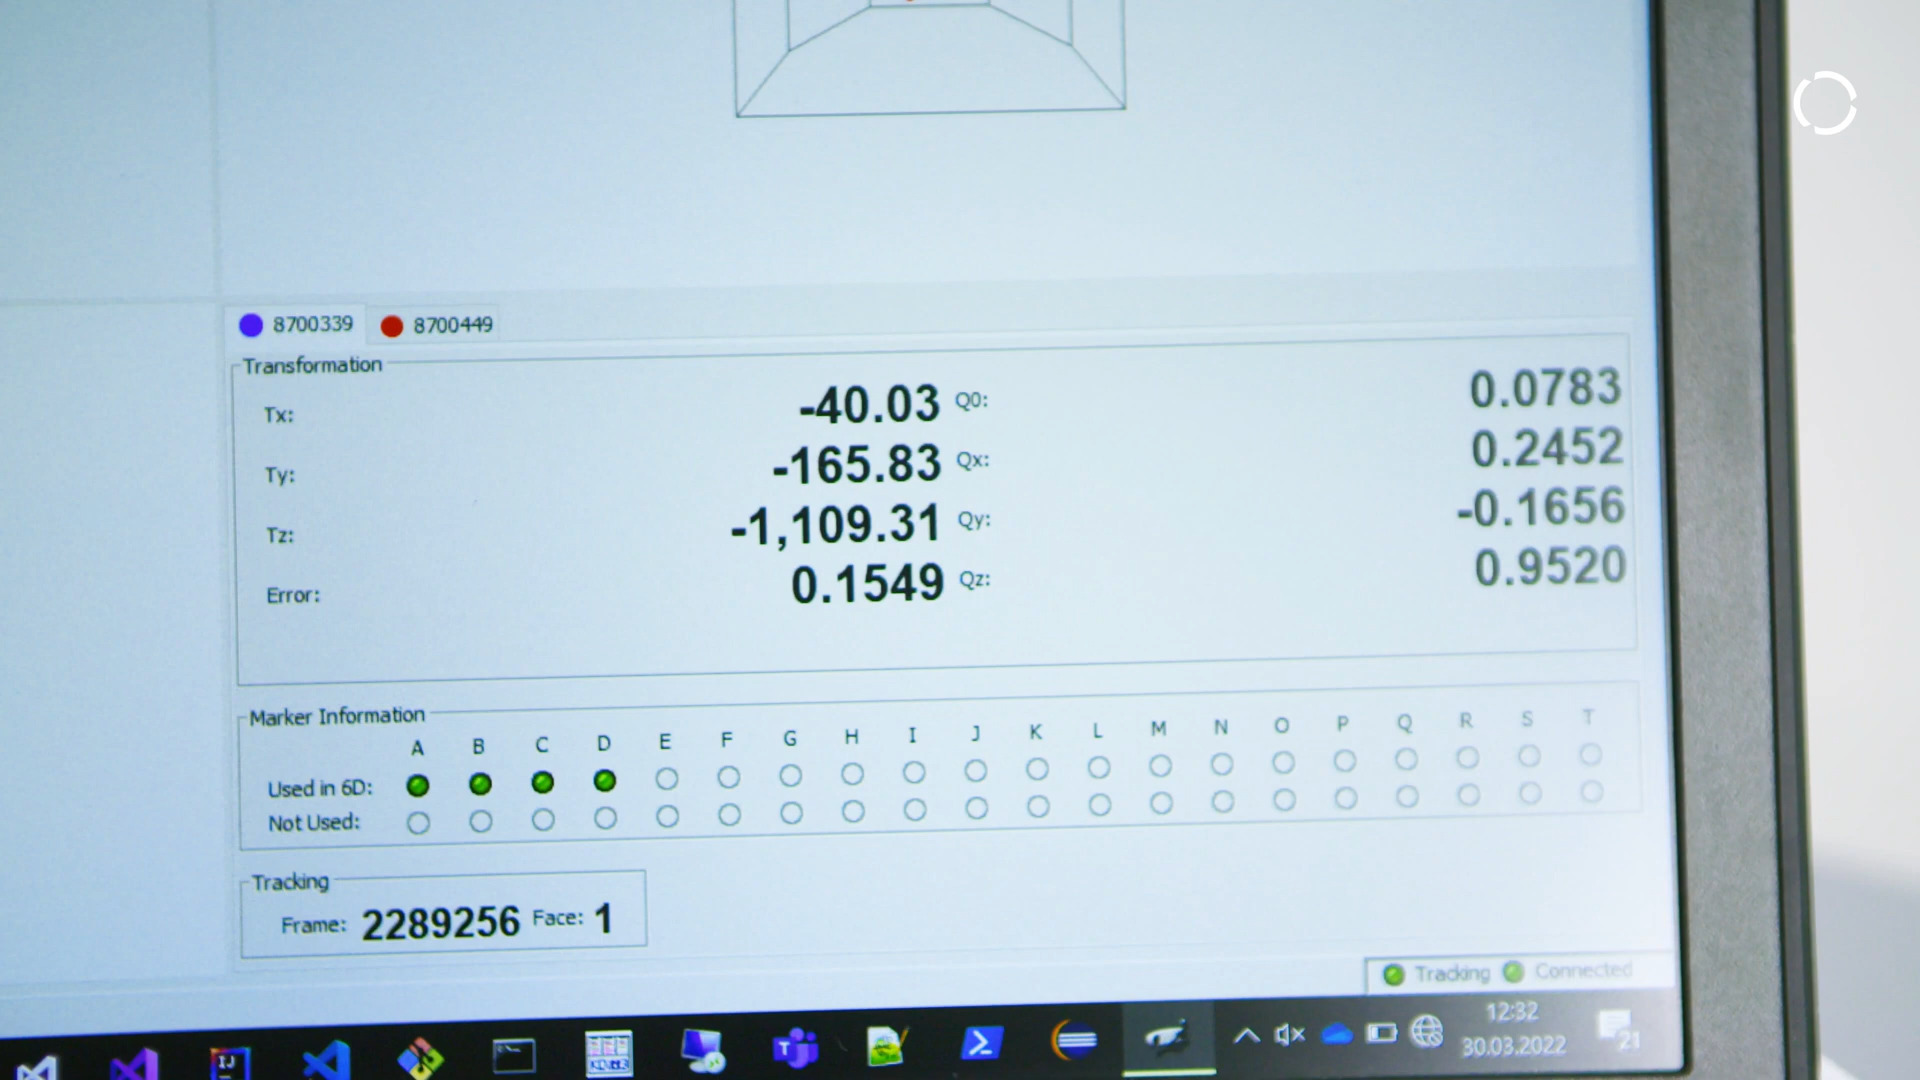 8700339 8700449
Transformation
Tx: -40.03 Q0: 0.0783
Ty: -165.83 Qx: 0.2452
Tz: -1,109.31 Qy: -0.1656
Error: 0.1549 Qz: 0.9520
Marker Information
A B C D E F G H I J K L M N O P Q R S T
Used in 6D:
Not Used:
Tracking
Frame: 2289256 Face: 1
Tracking Connected
12:32
30.03.2022
21
IJ
T